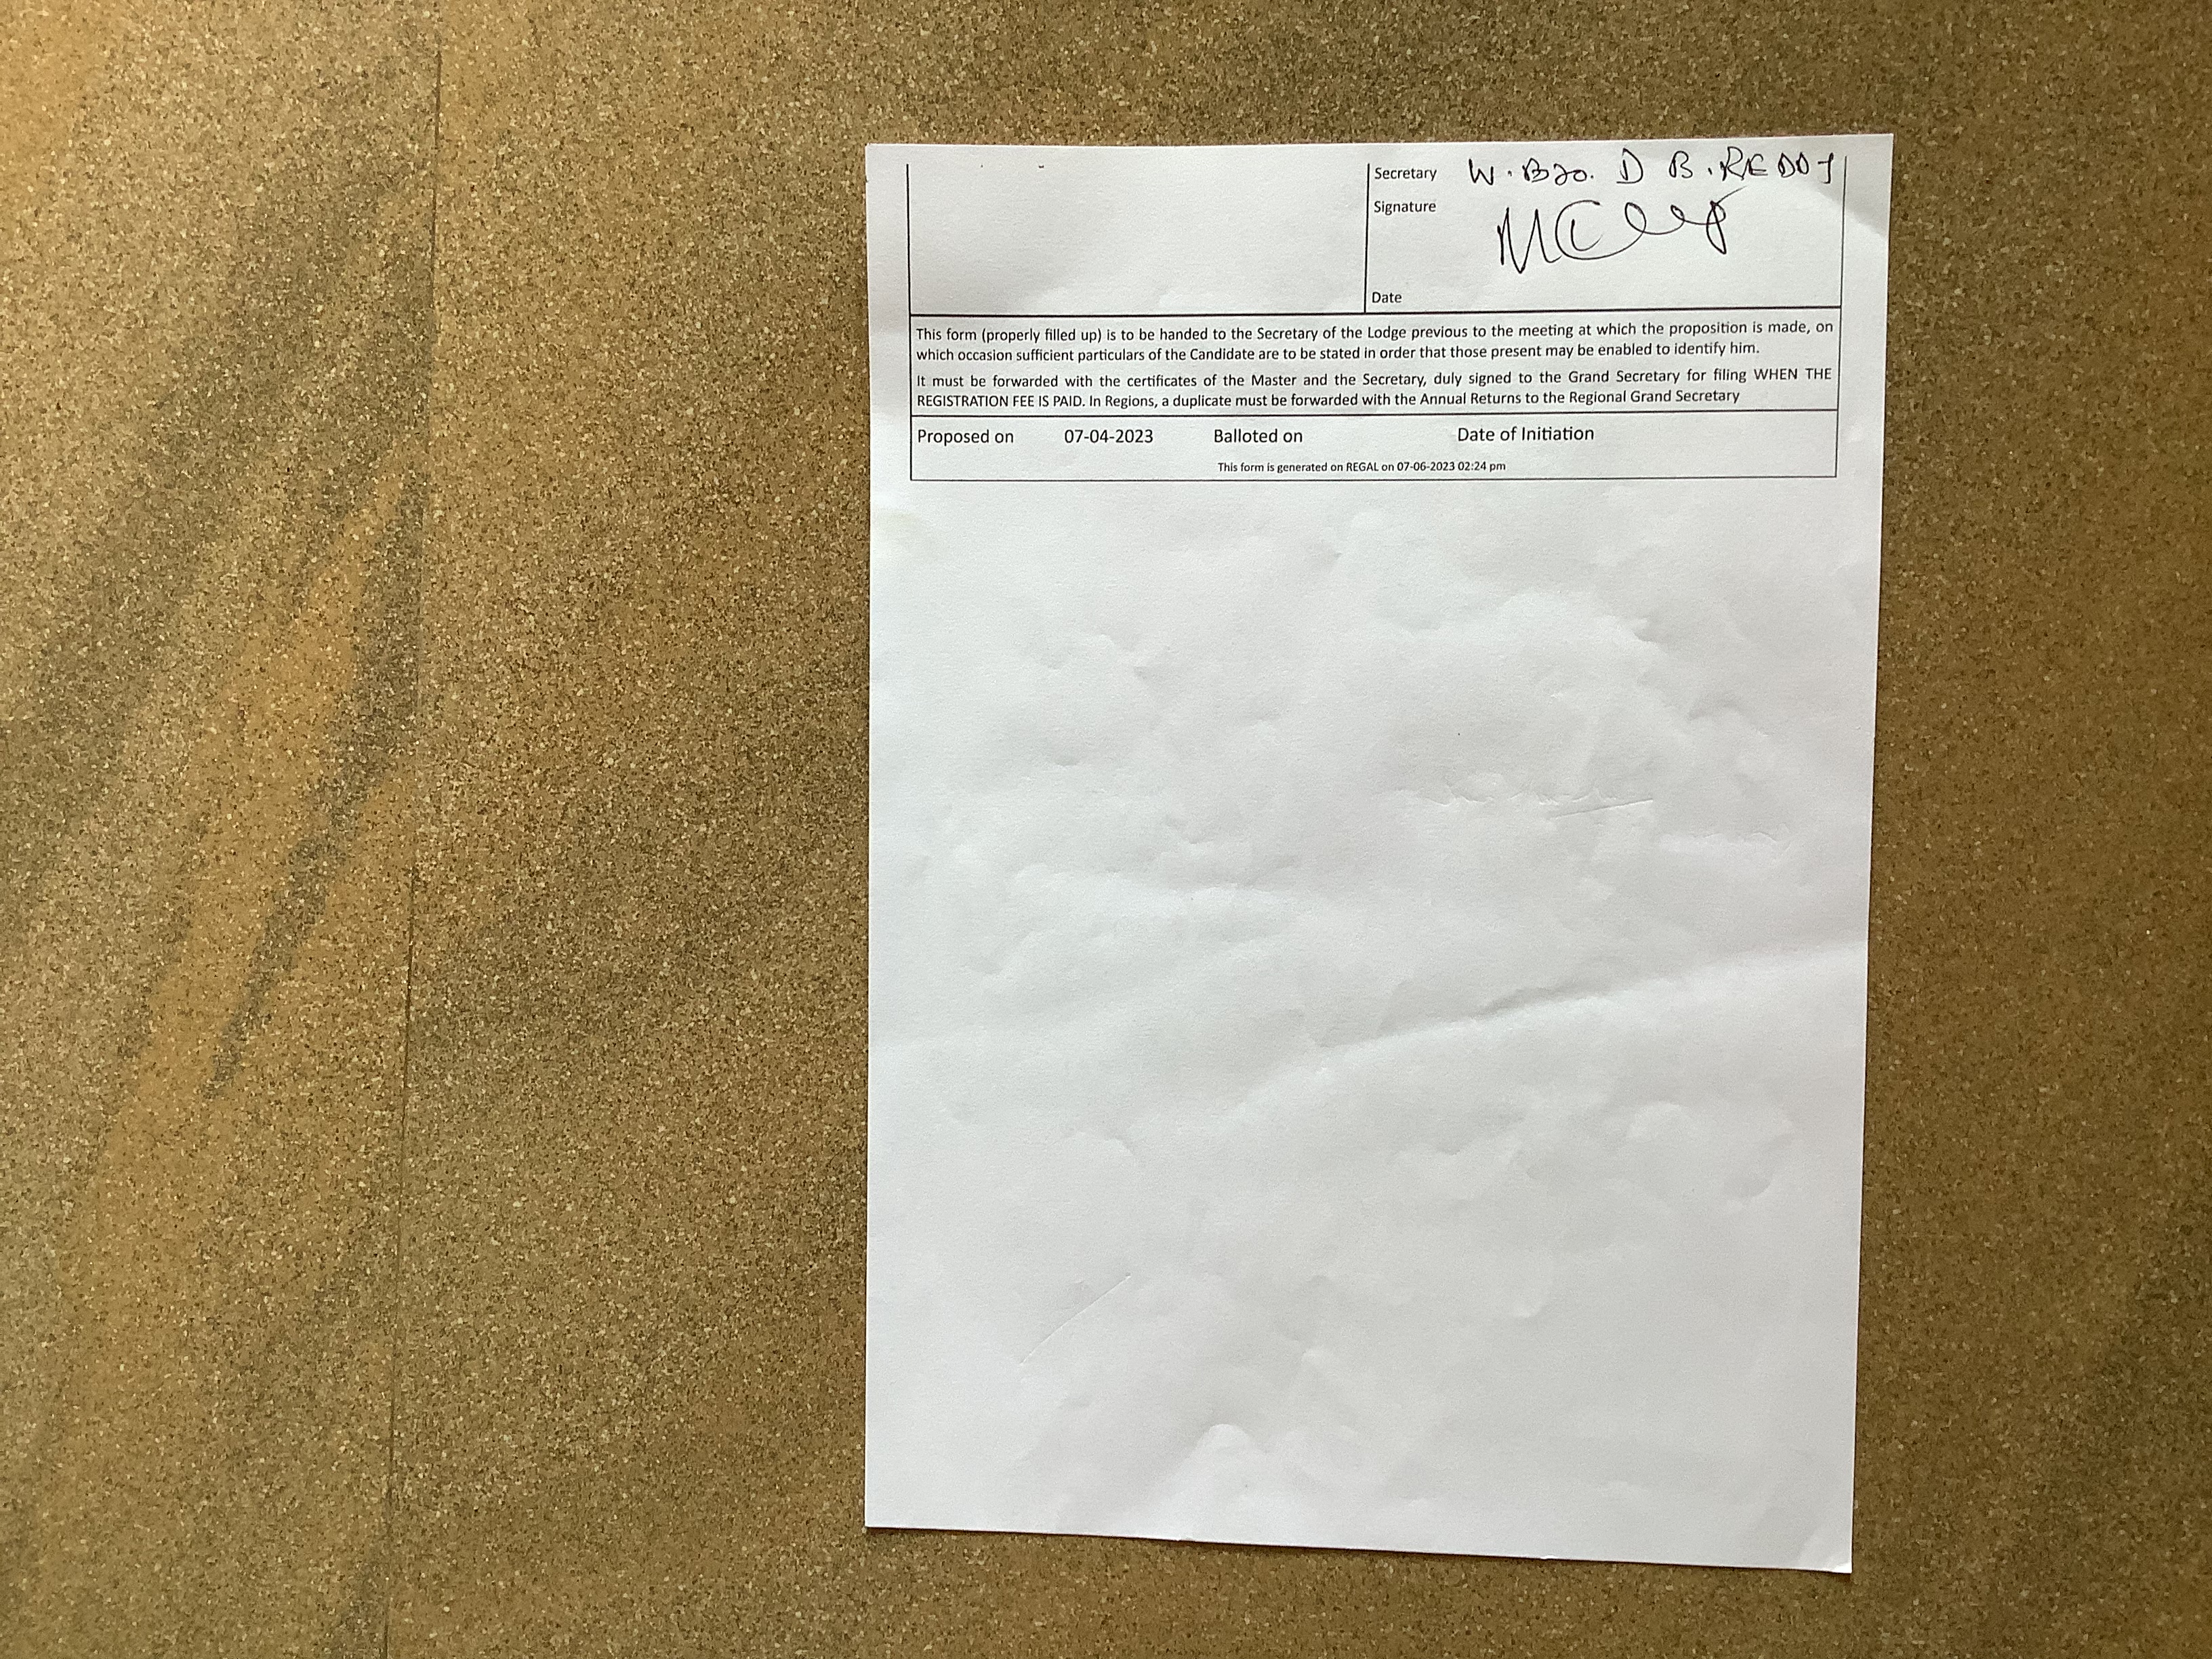 Secretary W. Bro. D B. REDDY
Signature
Date
This form (properly filled up) is to be handed to the Secretary of the Lodge previous to the meeting at which the proposition is made, on
which occasion sufficient particulars of the Candidate are to be stated in order that those present may be enabled to identify him.
It must be forwarded with the certificates of the Master and the Secretary, duly signed to the Grand Secretary for filing WHEN THE
REGISTRATION FEE IS PAID. In Regions, a duplicate must be forwarded with the Annual Returns to the Regional Grand Secretary
Proposed on 07-04-2023 Balloted on Date of Initiation
This form is generated on REGAL on 07-06-2023 02:24 pm